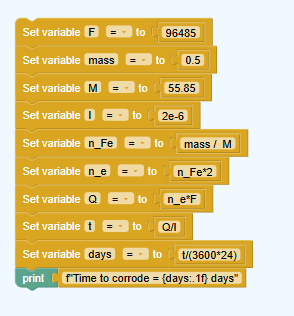 Set variable F = to 96485
Set variable mass = to 0.5
Set variable M = to 55.85
Set variable I = to 2e-6
Set variable n_Fe = to mass / M
Set variable n_e = to n_Fe*2
Set variable Q = to n_e*F
Set variable t = to Q/I
Set variable days = to t/(3600*24)
print f"Time to corrode = {days:.1f} days"